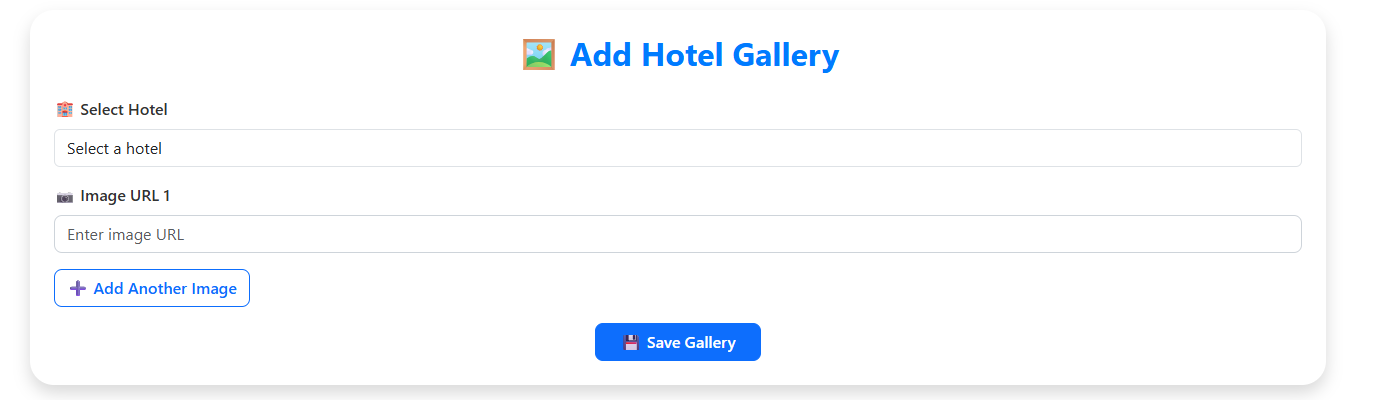 Add Hotel Gallery
Select Hotel
Select a hotel
Image URL 1
Enter image URL
Add Another Image
Save Gallery